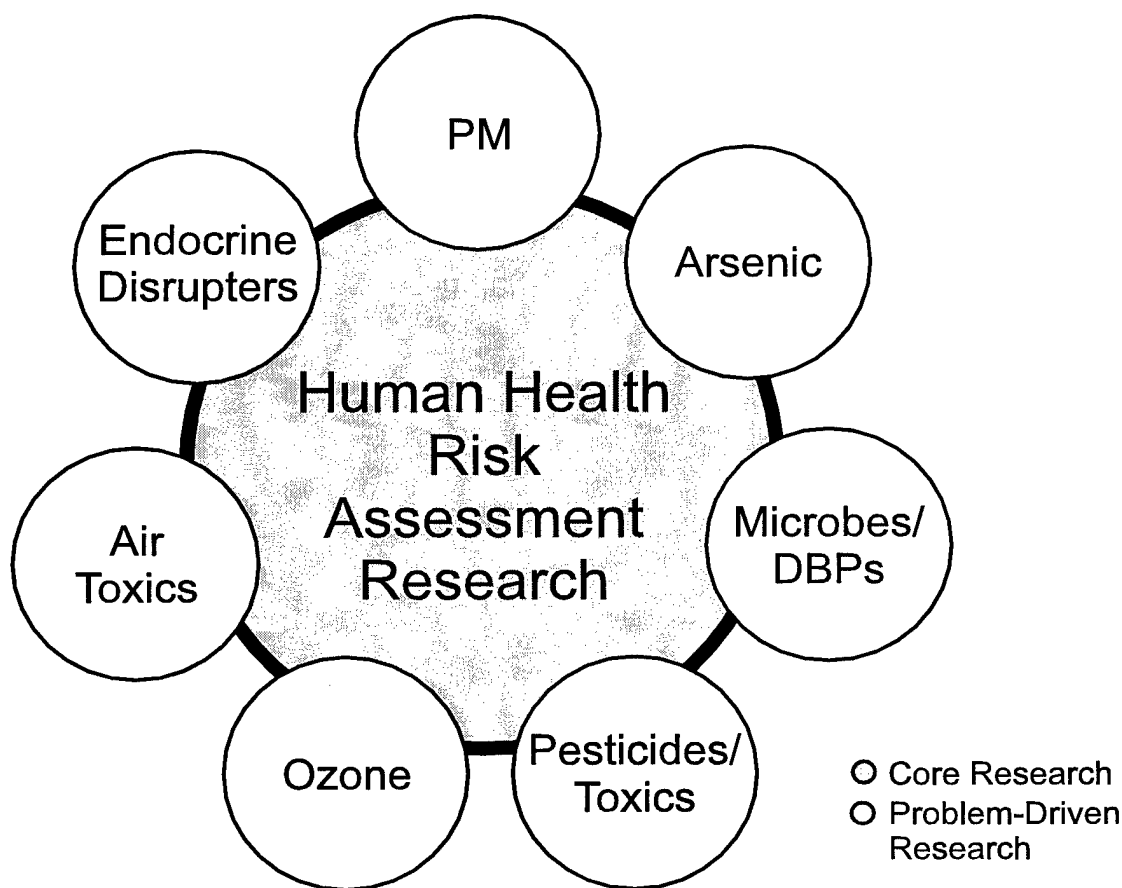 PM
Endocrine
Disrupters
Arsenic
Human Health
Risk
Assessment
Research
Air
Toxics
Microbes/
DBPs
Ozone
Pesticides/
Toxics
Core Research
Problem-Driven
Research